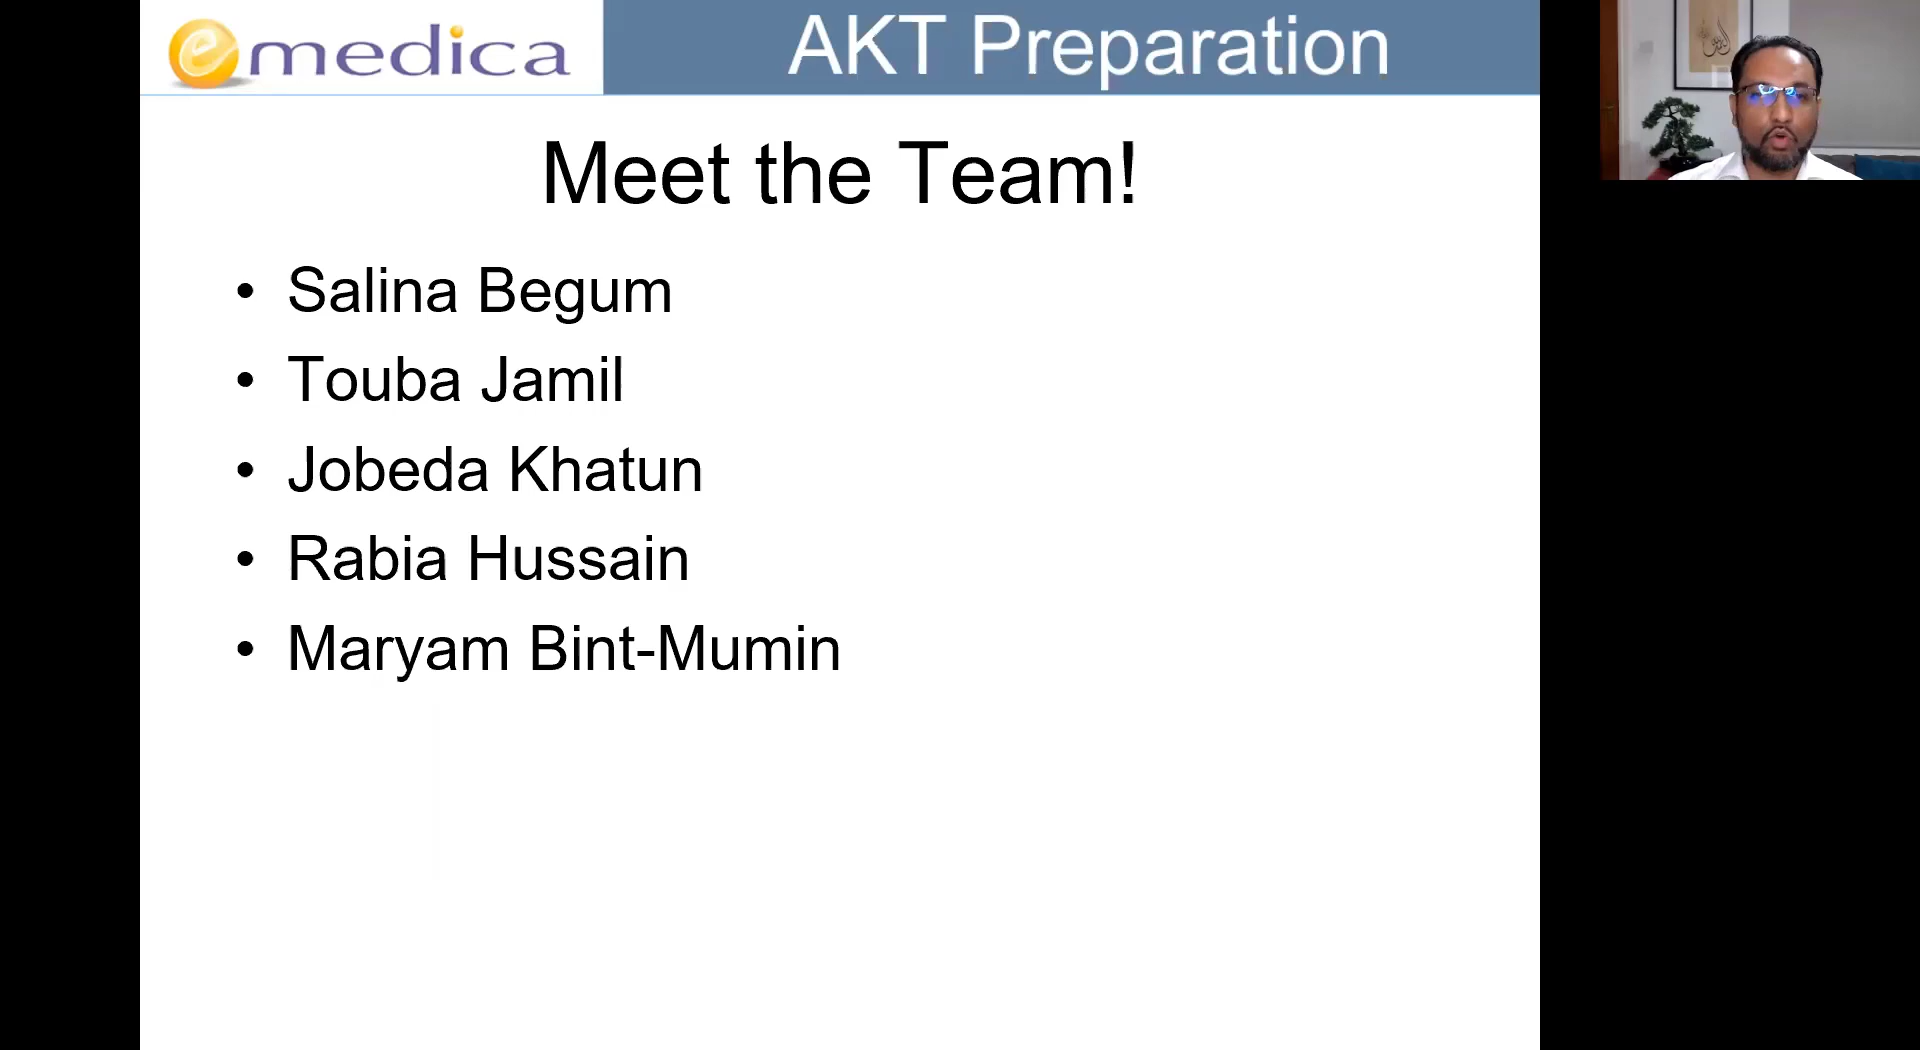 emedica
AKT Preparation
Meet the Team!
• Salina Begum
• Touba Jamil
• Jobeda Khatun
• Rabia Hussain
• Maryam Bint-Mumin